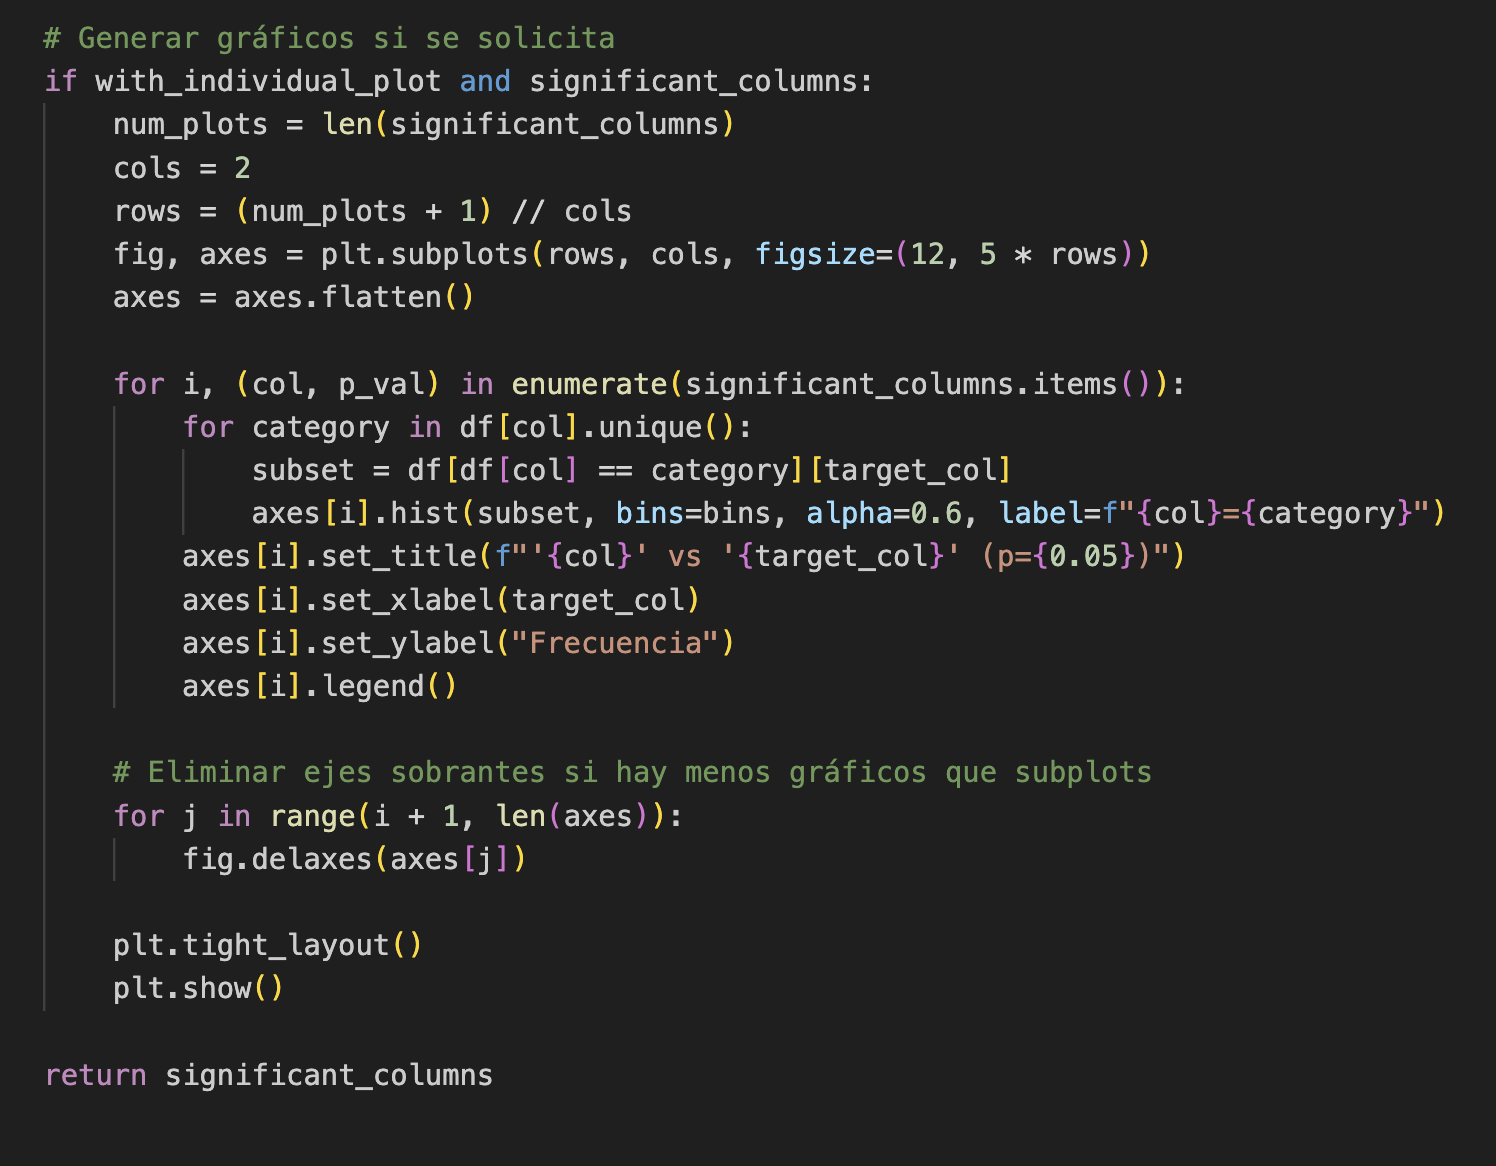 # Generar gráficos si se solicita
if with_individual_plot and significant_columns:
    num_plots = len(significant_columns)
    cols = 2
    rows = (num_plots + 1) // cols
    fig, axes = plt.subplots(rows, cols, figsize=(12, 5 * rows))
    axes = axes.flatten()

    for i, (col, p_val) in enumerate(significant_columns.items()):
        for category in df[col].unique():
            subset = df[df[col] == category][target_col]
            axes[i].hist(subset, bins=bins, alpha=0.6, label=f"{col}={category}")
        axes[i].set_title(f"'{col}' vs '{target_col}' (p={0.05})")
        axes[i].set_xlabel(target_col)
        axes[i].set_ylabel("Frecuencia")
        axes[i].legend()

    # Eliminar ejes sobrantes si hay menos gráficos que subplots
    for j in range(i + 1, len(axes)):
        fig.delaxes(axes[j])

    plt.tight_layout()
    plt.show()

return significant_columns